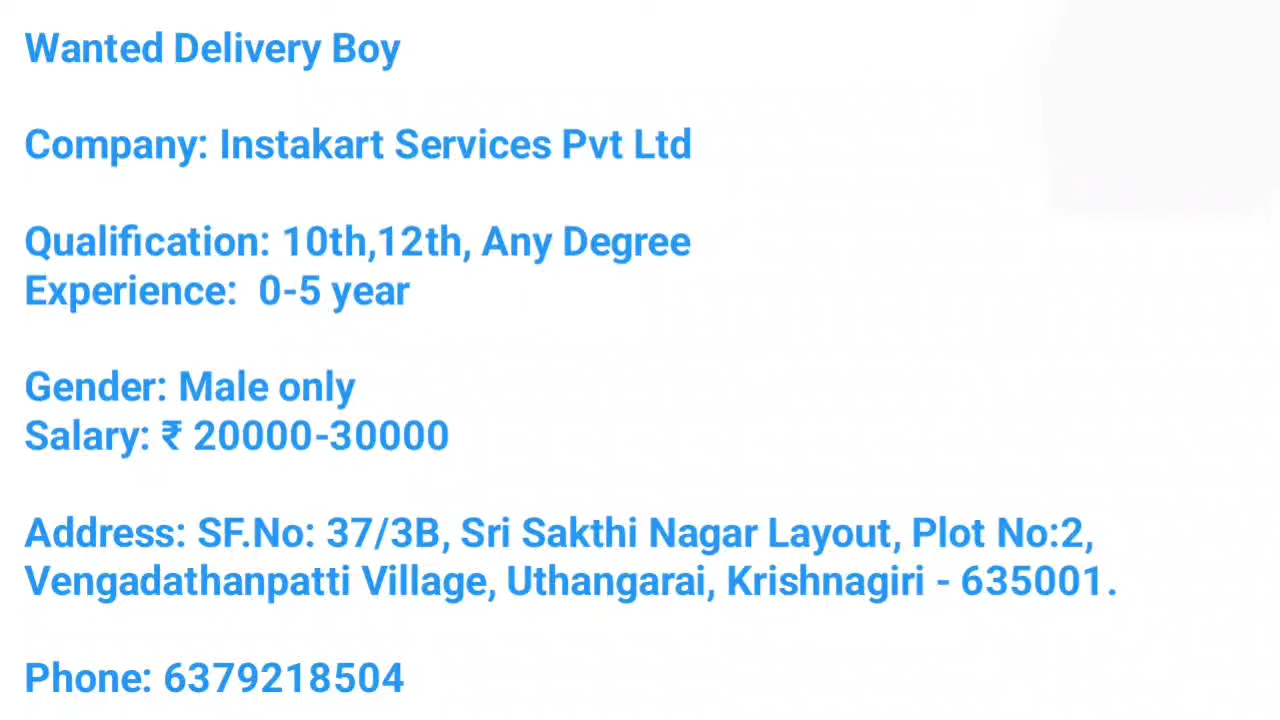 Wanted Delivery Boy
Company: Instakart Services Pvt Ltd
Qualification: 10th,12th, Any Degree
Experience:  0-5 year
Gender: Male only
Salary: ₹ 20000-30000
Address: SF.No: 37/3B, Sri Sakthi Nagar Layout, Plot No:2,
Vengadathanpatti Village, Uthangarai, Krishnagiri - 635001.
Phone: 6379218504